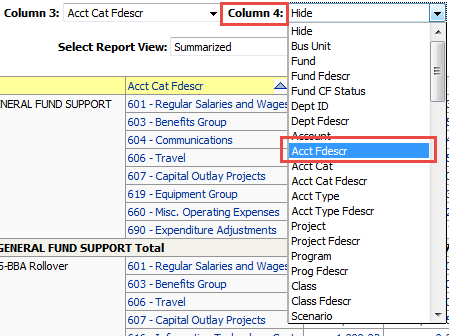 Column 3: Acct Cat Fdescr Column 4: Hide
Hide
Bus Unit
Select Report View: Summarized
Fund
Fund Fdescr
Fund CF Status
Acct Cat Fdescr
Dept ID
GENERAL FUND SUPPORT 601 - Regular Salaries and Wages
Dept Fdescr
603 - Benefits Group
Account
604 - Communications
Acct Fdescr
606 - Travel
Acct Cat
607 - Capital Outlay Projects
Acct Cat Fdescr
619 - Equipment Group
Acct Type
660 - Misc. Operating Expenses
Acct Type Fdescr
690 - Expenditure Adjustments
Project
GENERAL FUND SUPPORT Total
Project Fdescr
Program
5-BBA Rollover 601 - Regular Salaries and Wages
Prog Fdescr
603 - Benefits Group
Class
606 - Travel
Class Fdescr
607 - Capital Outlay Projects
Scenario